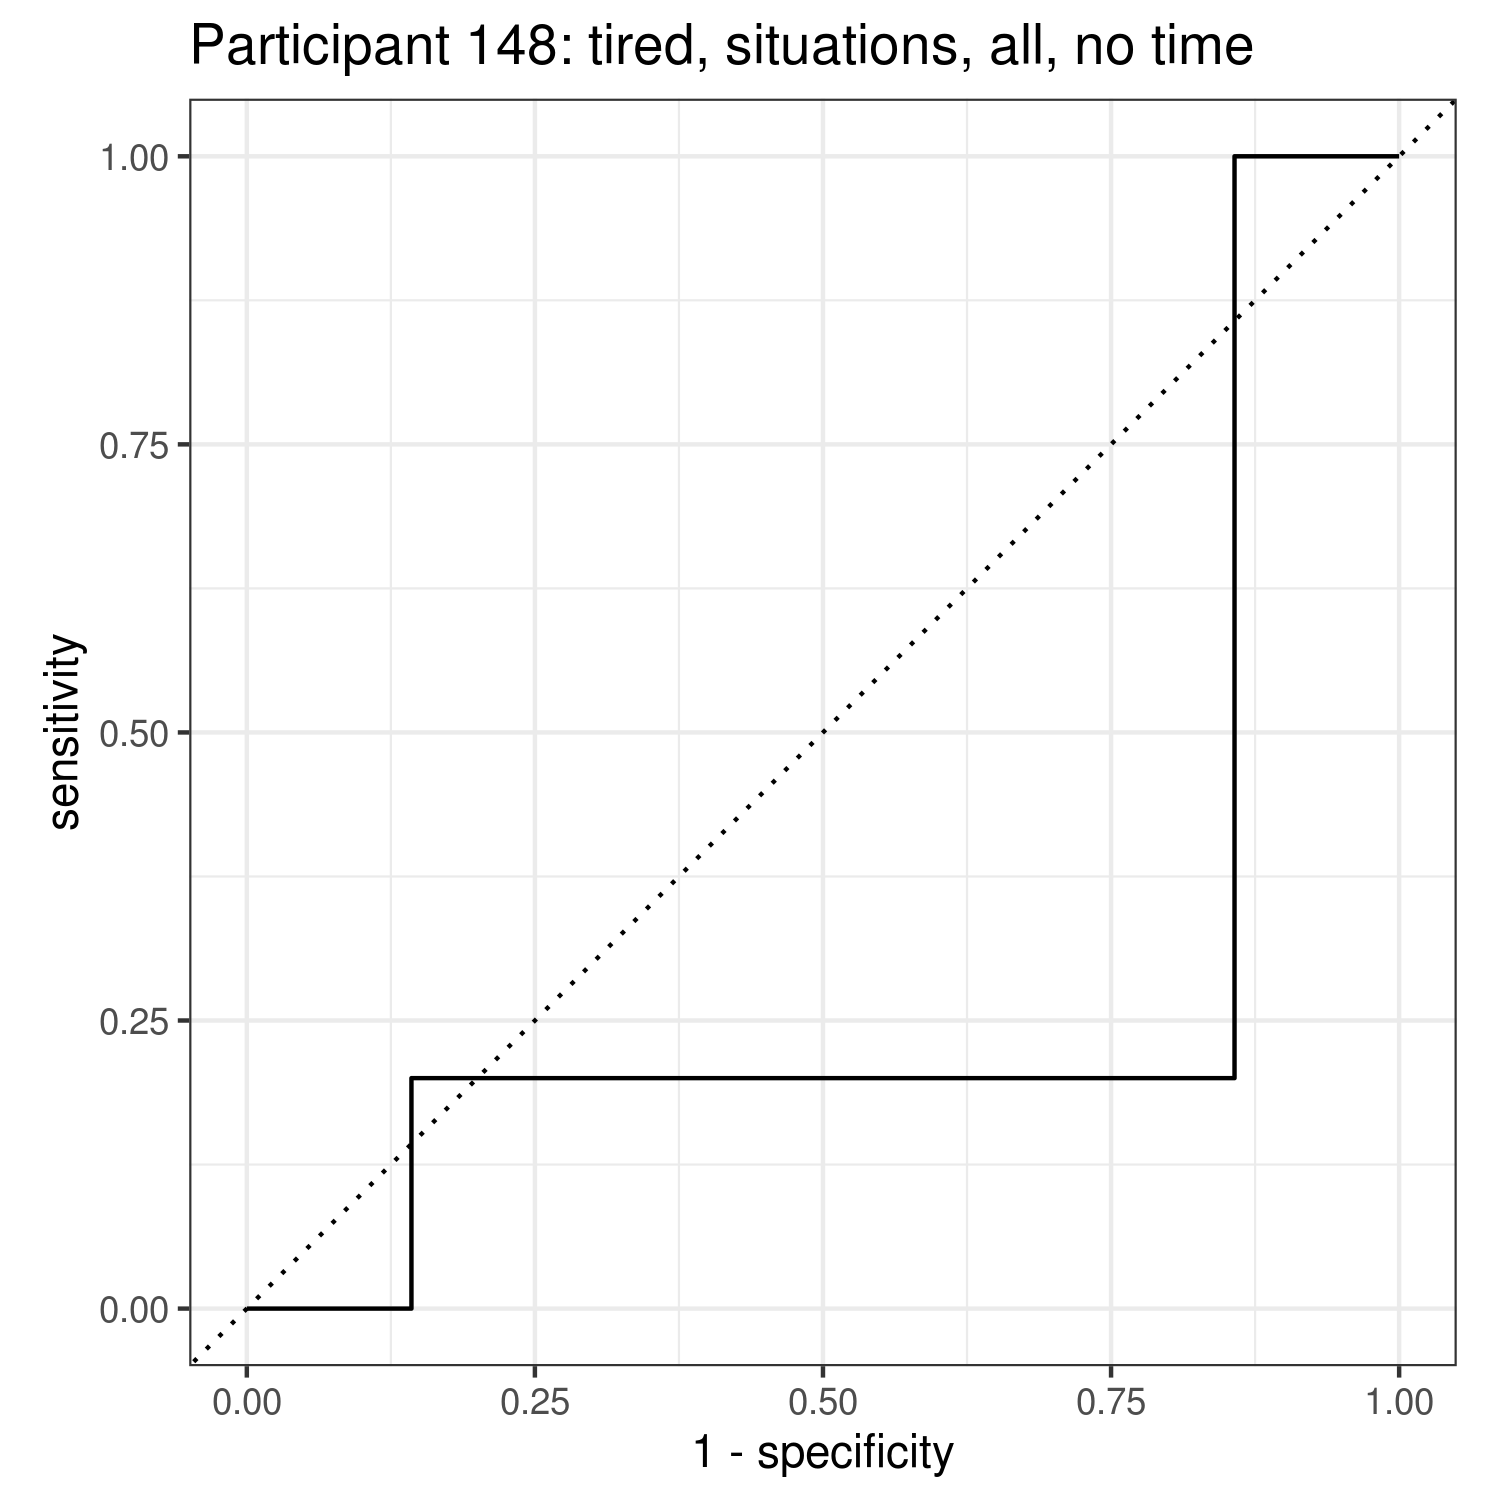 Participant 148: tired, situations, all, no time
1.00
0.75
0.50
0.25
0.00
sensitivity
0.00 0.25 0.50 0.75 1.00
1 - specificity